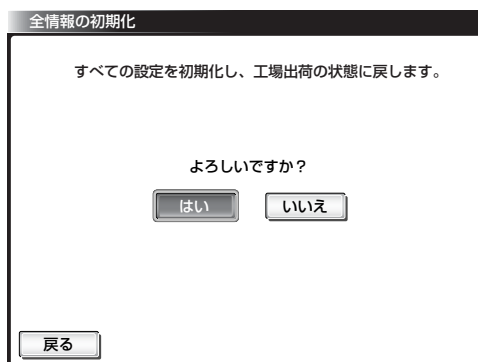 全情報の初期化
すべての設定を初期化し、工場出荷の状態に戻します。
よろしいですか？
はい いいえ
戻る